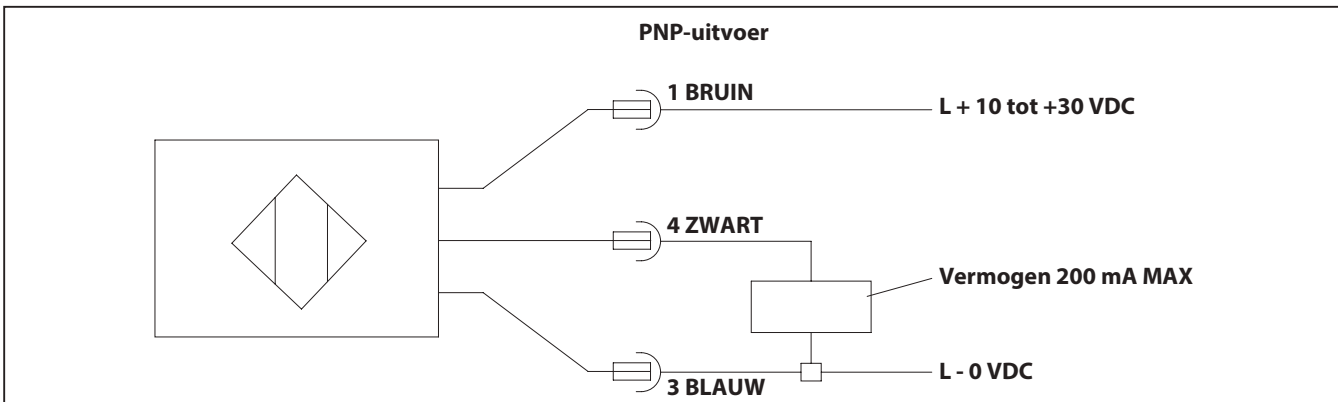 PNP-uitvoer
1 BRUIN
L + 10 tot +30 VDC
4 ZWART
Vermogen 200 mA MAX
3 BLAUW
L - 0 VDC